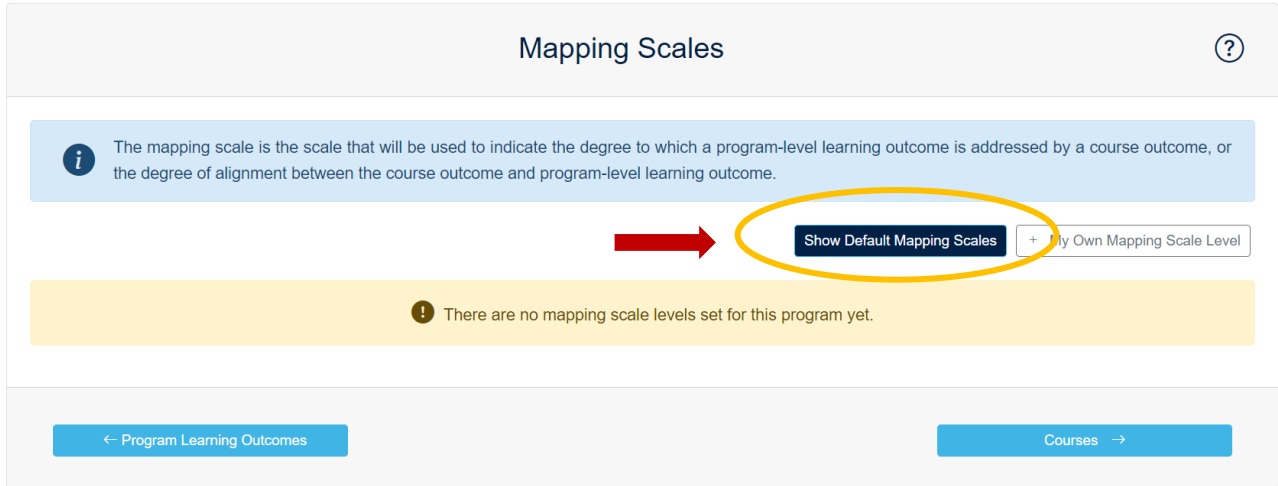 Mapping Scales
?
i
The mapping scale is the scale that will be used to indicate the degree to which a program-level learning outcome is addressed by a course outcome, or
the degree of alignment between the course outcome and program-level learning outcome.
Show Default Mapping Scales + My Own Mapping Scale Level
! There are no mapping scale levels set for this program yet.
← Program Learning Outcomes Courses →